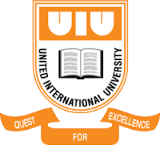 UIU
UNITED INTERNATIONAL UNIVERSITY
QUEST
FOR
EXCELLENCE